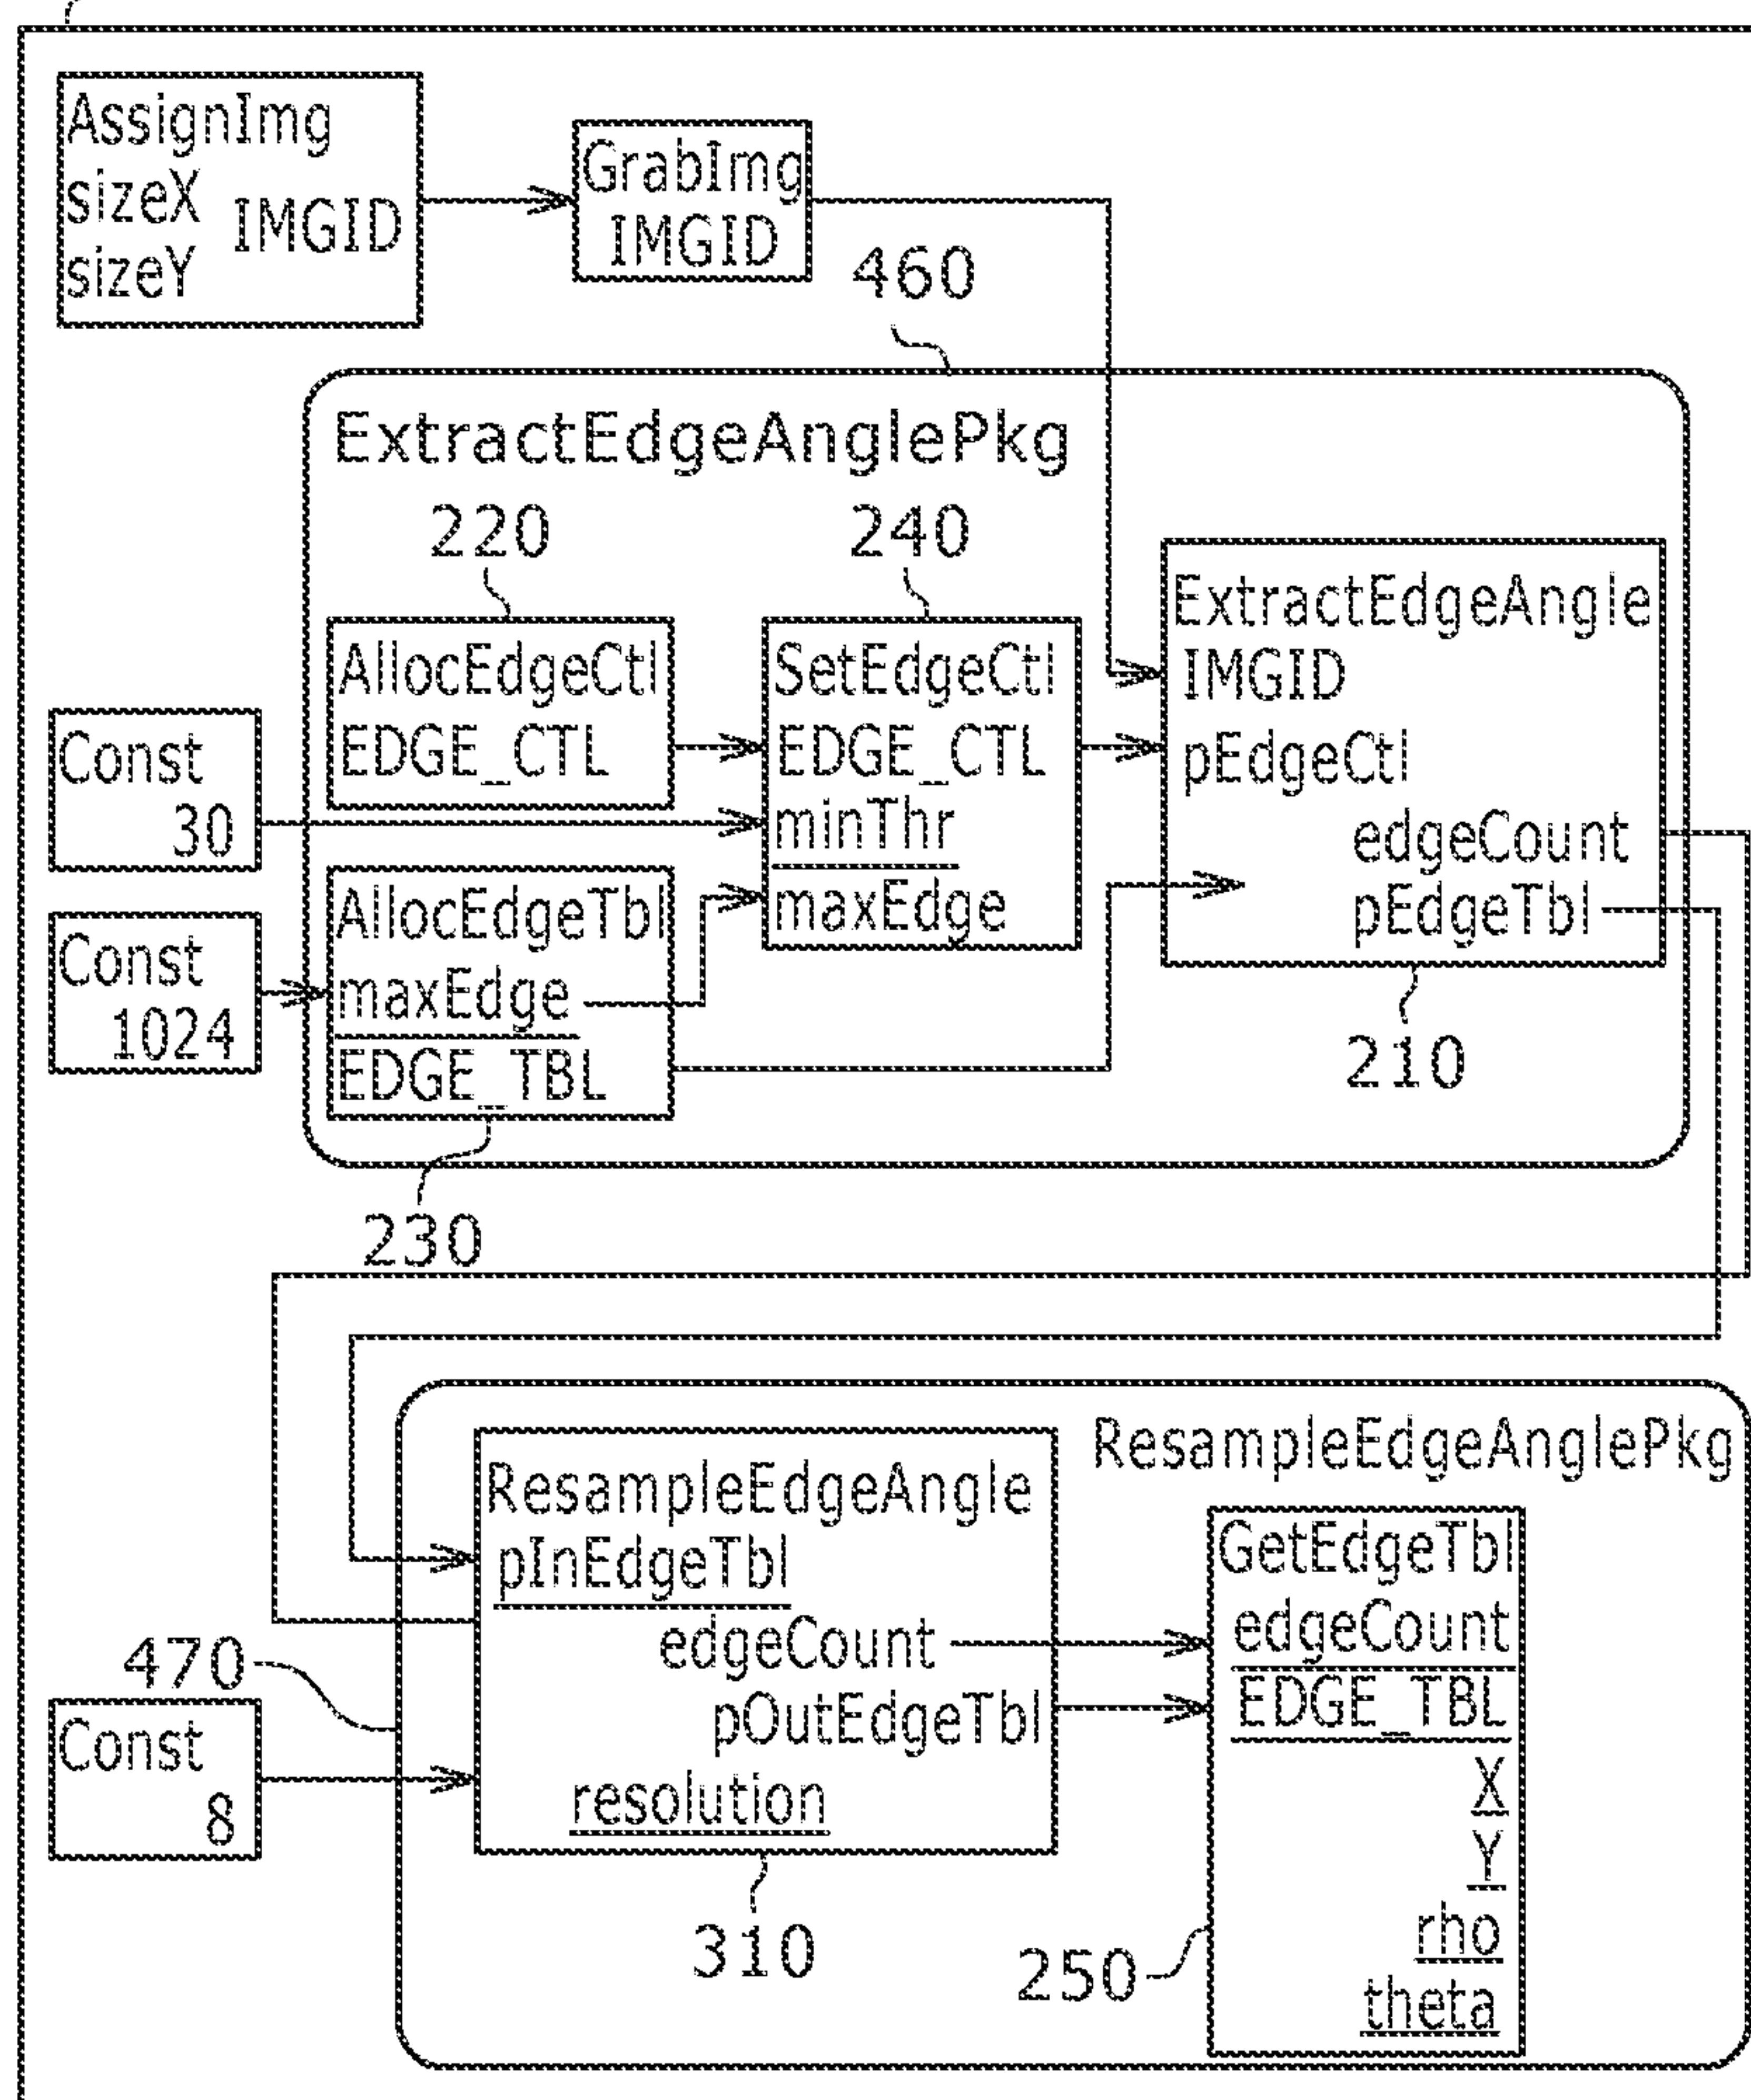 AssignImg
sizeX
IMGID
sizeY
GrabImg
IMGID
460
ExtractEdgeAnglePkg
220
240
AllocEdgeCtl
EDGE_CTL
SetEdgeCtl
EDGE_CTL
minThr
maxEdge
ExtractEdgeAngle
IMGID
pEdgeCtl
edgeCount
pEdgeTbl
Const
30
AllocEdgeTbl
maxEdge
EDGE_TBL
Const
1024
210
230
ResampleEdgeAnglePkg
ResampleEdgeAngle
pInEdgeTbl
edgeCount
pOutEdgeTbl
resolution
GetEdgeTbl
edgeCount
EDGE_TBL
X
Y
rho
theta
470
Const
8
310
250